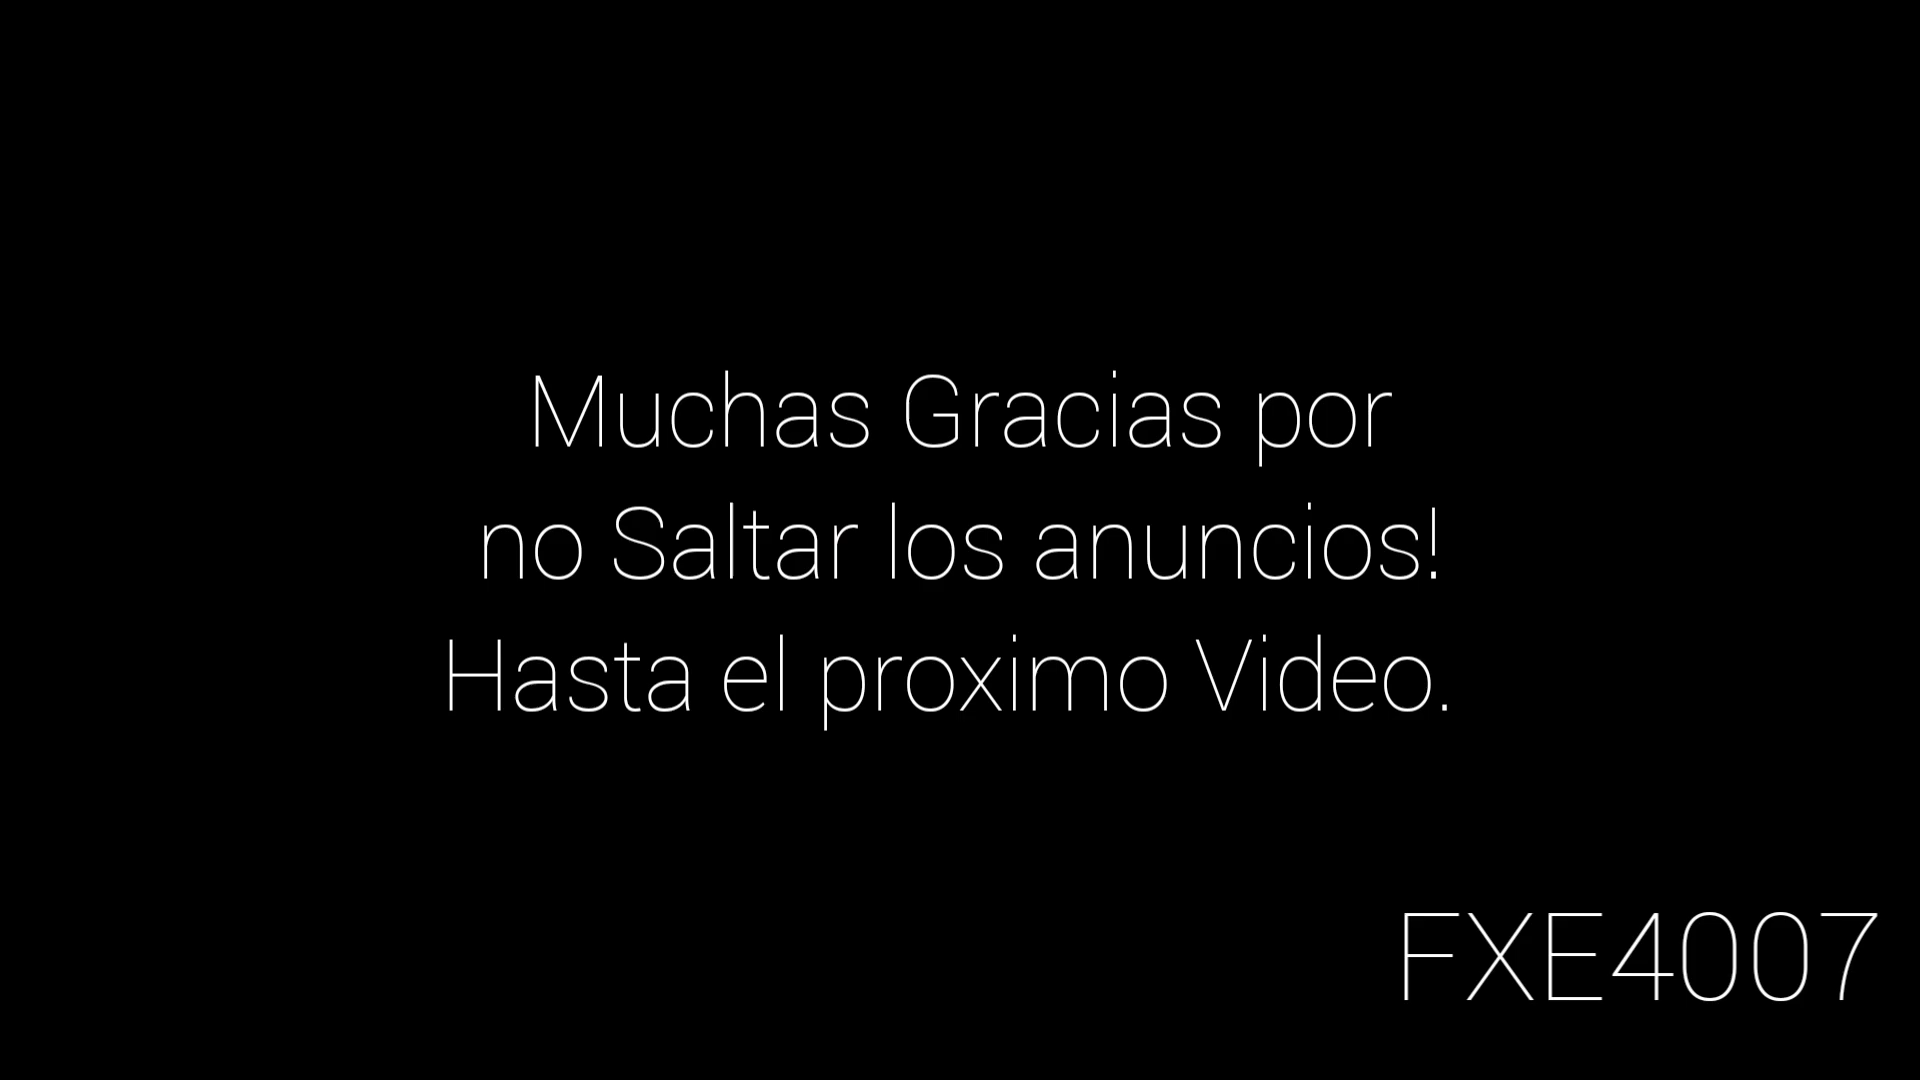 Muchas Gracias por
no Saltar los anuncios!
Hasta el proximo Video.
FXE4007